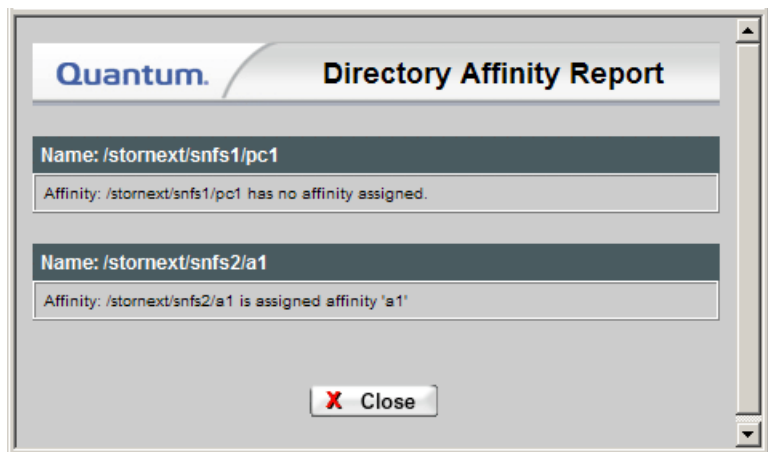 Quantum.
Directory Affinity Report
Name: /stornext/snfs1/pc1
Affinity: /stornext/snfs1/pc1 has no affinity assigned.
Name: /stornext/snfs2/a1
Affinity: /stornext/snfs2/a1 is assigned affinity 'a1'
X Close